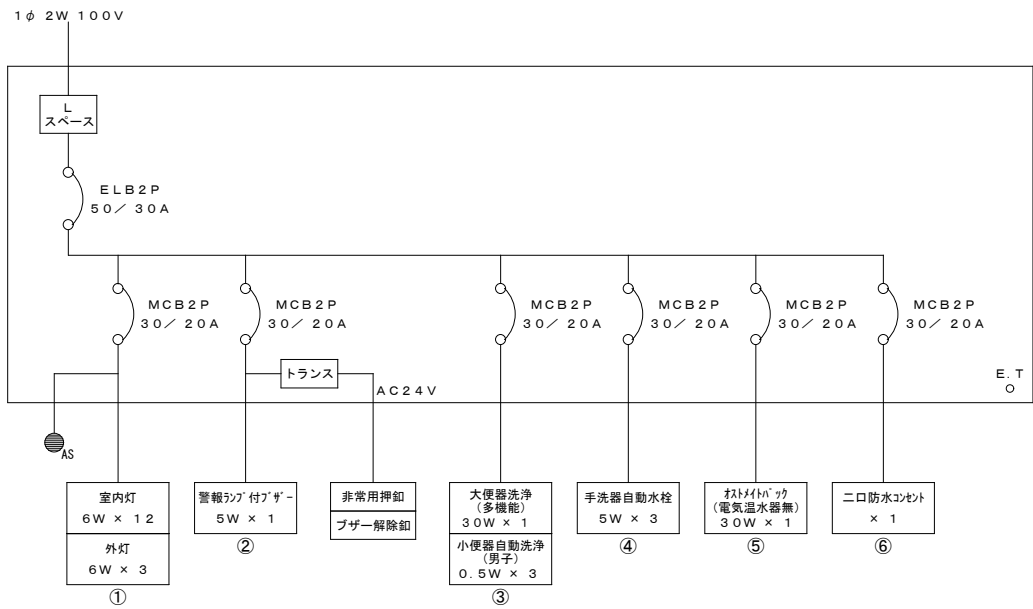 1φ 2W 100V
L
スペース
ELB2P
50/30A
MCB2P
30/20A
MCB2P
30/20A
MCB2P
30/20A
MCB2P
30/20A
MCB2P
30/20A
MCB2P
30/20A
トランス
AC24V
E.T
AS
室内灯
6W × 12
外灯
6W × 3
①
警報ランプ付ブザー
5W × 1
②
非常用押釦
ブザー解除釦
大便器洗浄
(多機能)
30W × 1
小便器自動洗浄
(男子)
0.5W × 3
③
手洗器自動水栓
5W × 3
④
オストメイトパック
(電気温水器無)
30W × 1
⑤
二口防水コンセント
× 1
⑥